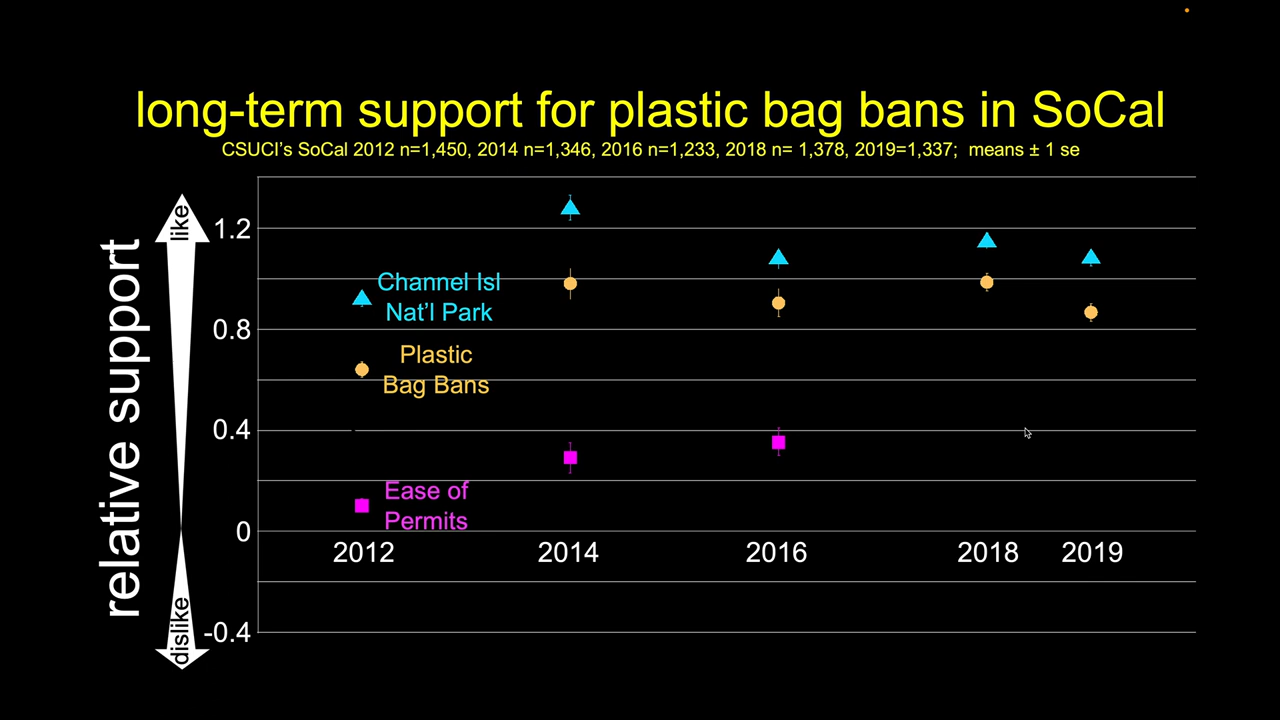 long-term support for plastic bag bans in SoCal
CSUCI's SoCal 2012 n=1,450, 2014 n=1,346, 2016 n=1,233, 2018 n= 1,378, 2019=1,337;  means ± 1 se
relative support
like
dislike
1.2
0.8
0.4
0
-0.4
Channel Isl
Nat'l Park
Plastic
Bag Bans
Ease of
Permits
2012
2014
2016
2018
2019